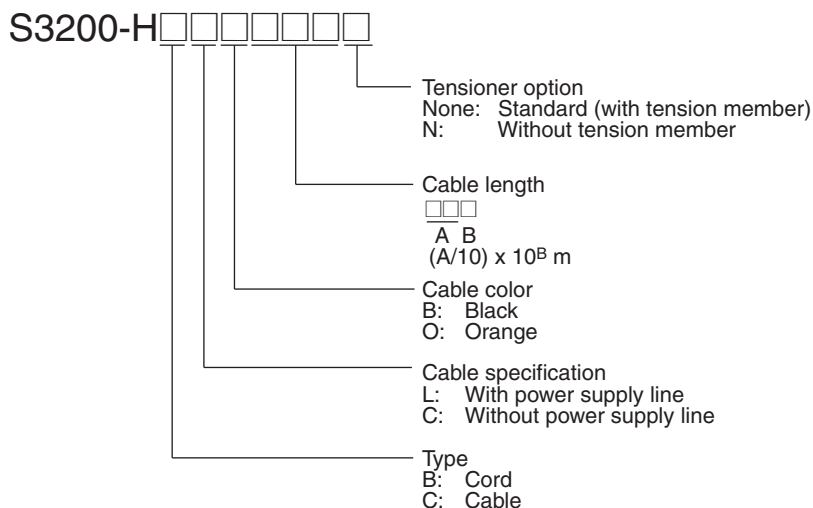 S3200-H□□□□□□□
Tensioner option
None: Standard (with tension member)
N: Without tension member
Cable length
□□□
A B
(A/10) x 10ᴮ m
Cable color
B: Black
O: Orange
Cable specification
L: With power supply line
C: Without power supply line
Type
B: Cord
C: Cable